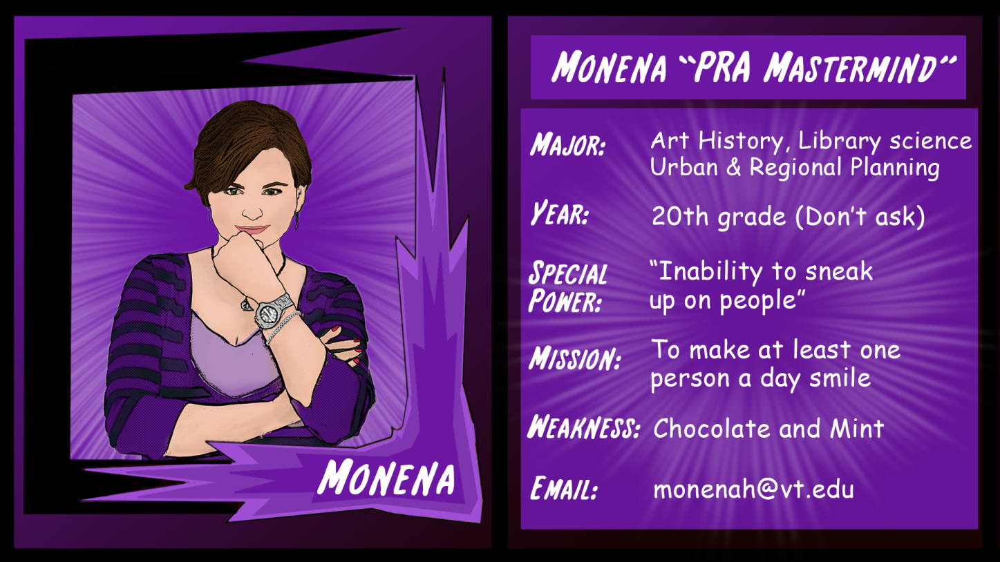 Monena
Monena “PRA Mastermind”
Major: Art History, Library science
Urban & Regional Planning
Year: 20th grade (Don't ask)
Special Power: “Inability to sneak
up on people”
Mission: To make at least one
person a day smile
Weakness: Chocolate and Mint
Email: monenah@vt.edu